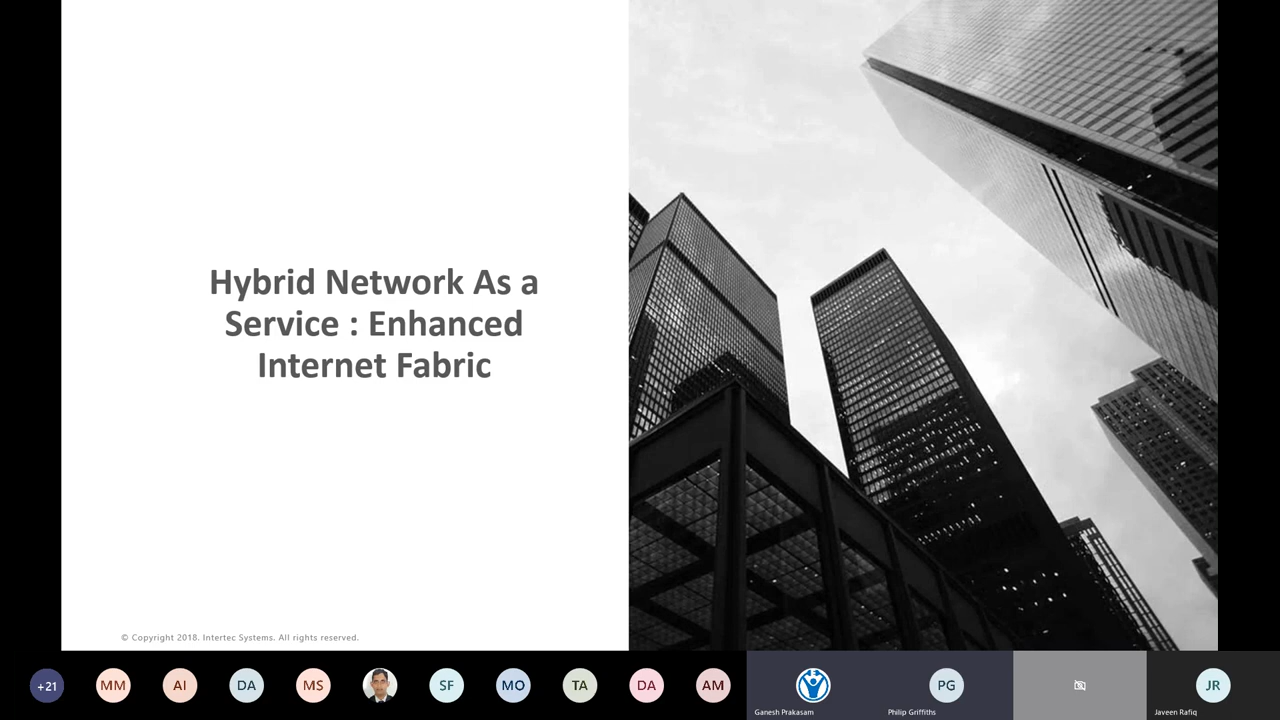 Hybrid Network As a
Service : Enhanced
Internet Fabric
© Copyright 2018. Intertec Systems. All rights reserved.
+21
MM
AI
DA
MS
SF
MO
TA
DA
AM
Ganesh Prakasam
PG
Philip Griffiths
JR
Javeen Rafiq